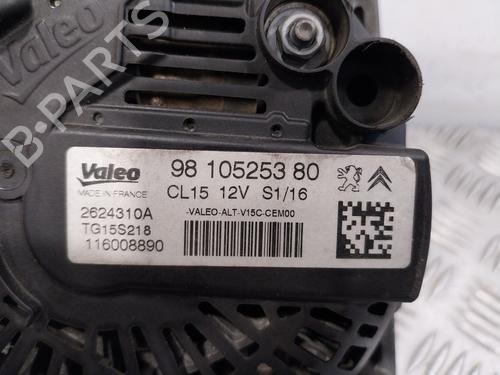 Valeo
B-PARTS
Valeo
MADE IN FRANCE
98 105253 80
CL15 12V S1/16
2624310A
-VALEO-ALT-V15C-CEM00
TG15S218
116008890